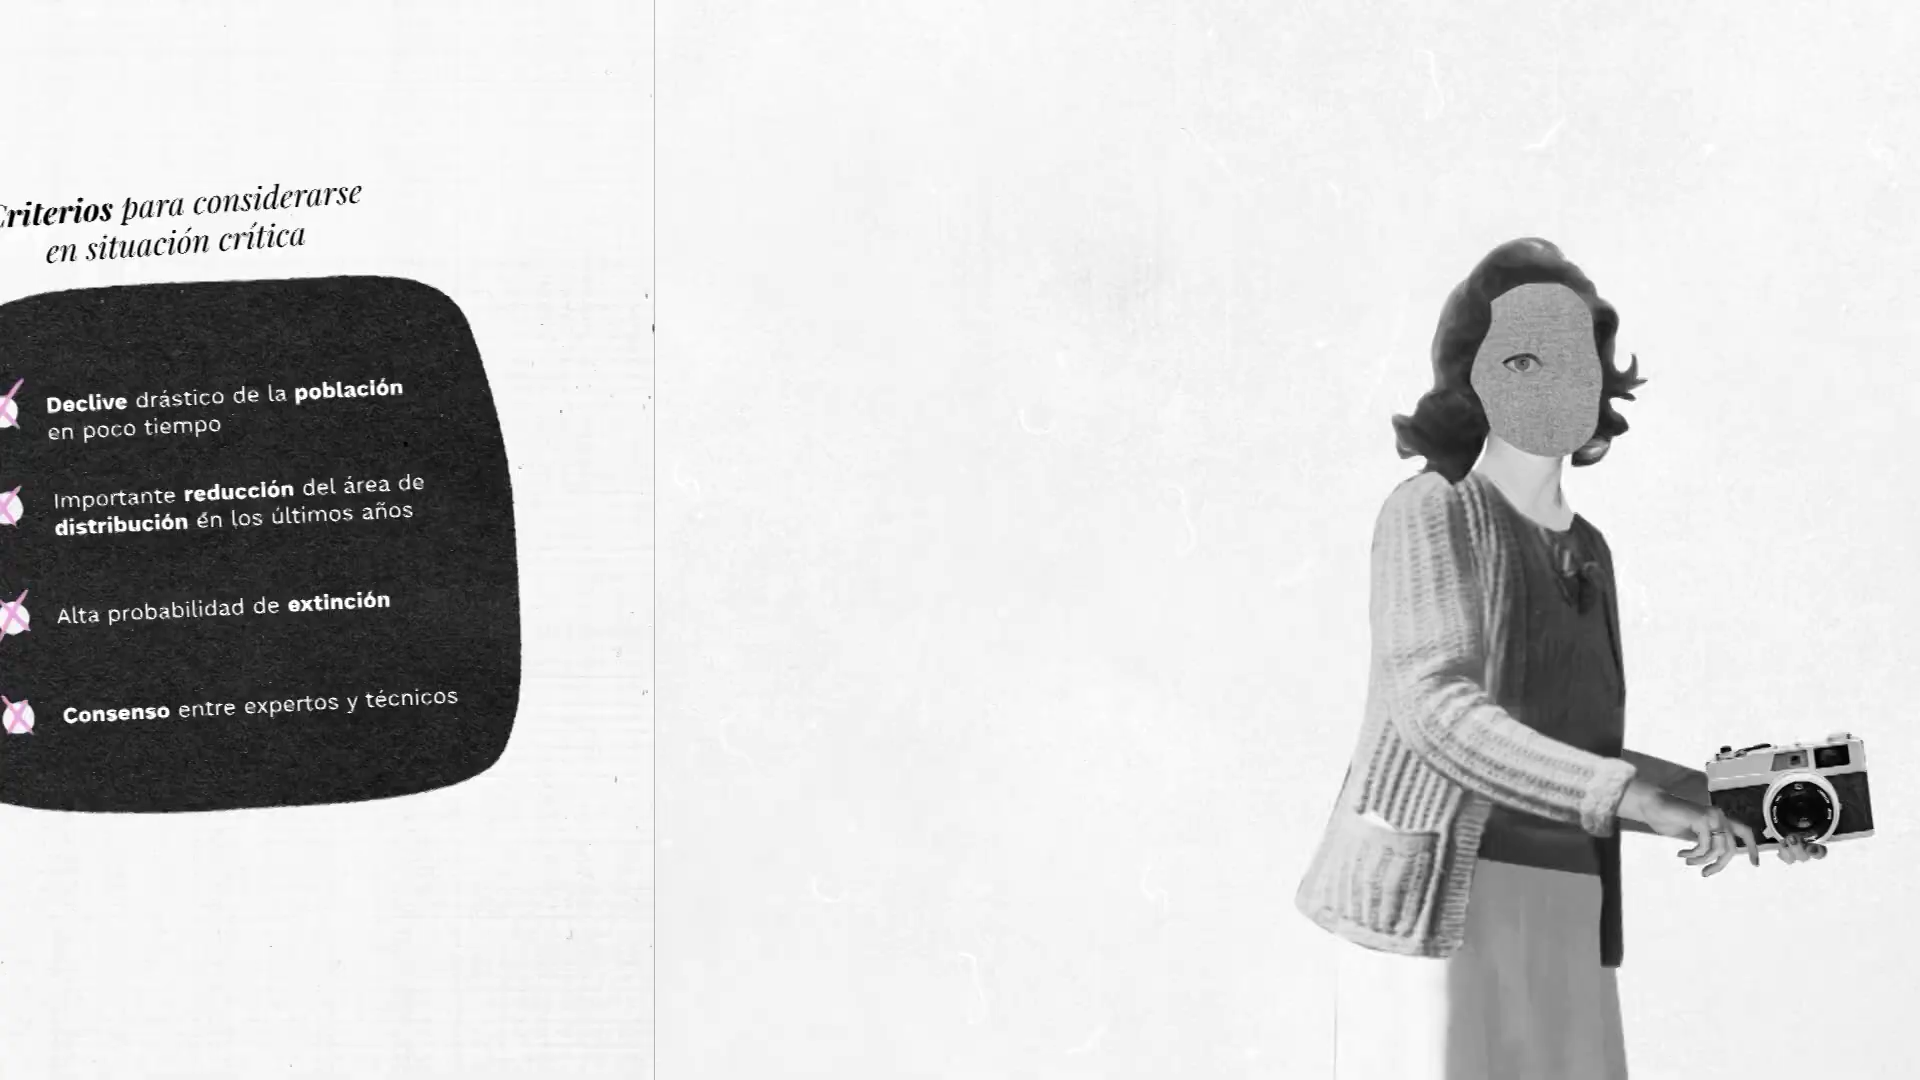 Criterios para considerarse
en situación crítica
Declive drástico de la población
en poco tiempo
Importante reducción del área de
distribución en los últimos años
Alta probabilidad de extinción
Consenso entre expertos y técnicos